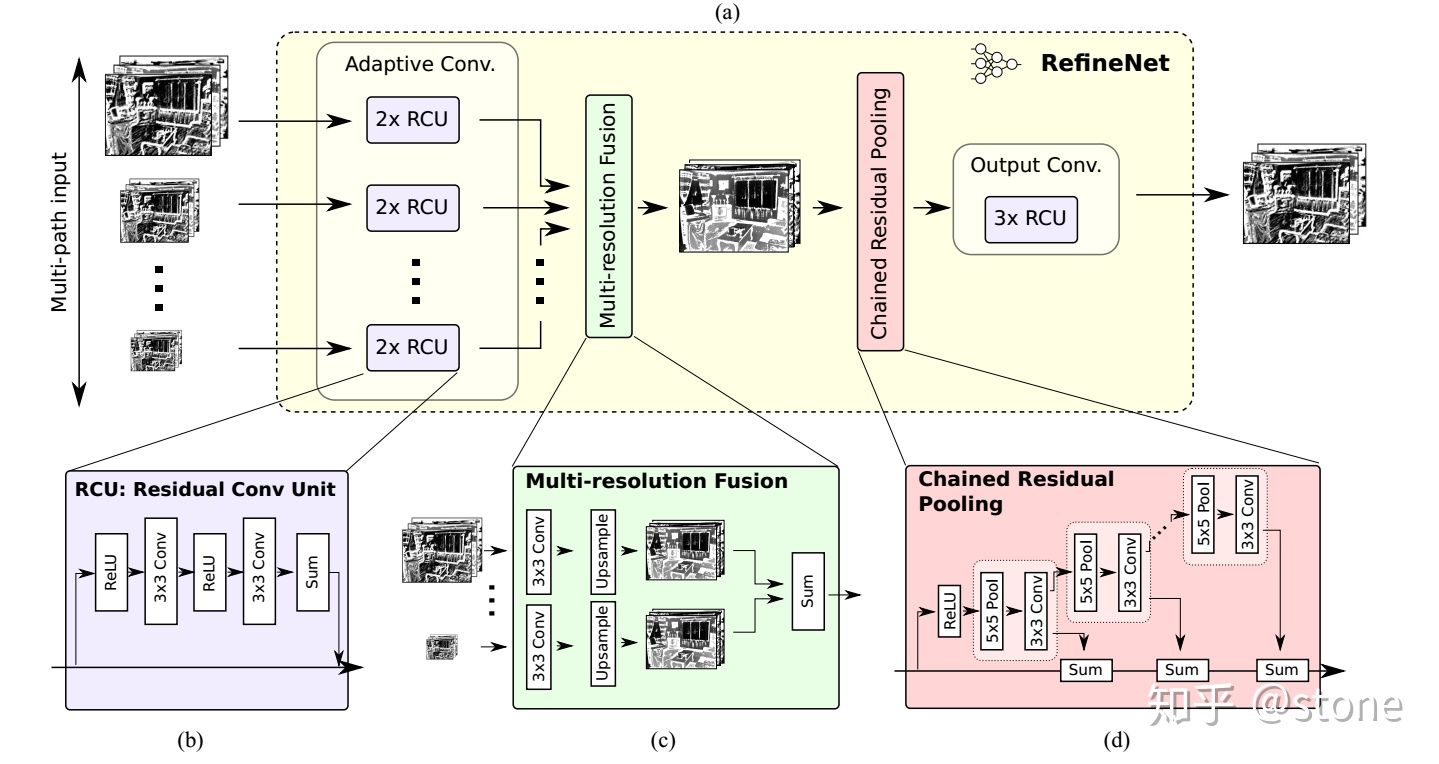 (a)
Multi-path input
Adaptive Conv.
2x RCU
2x RCU
2x RCU
Multi-resolution Fusion
Chained Residual Pooling
RefineNet
Output Conv.
3x RCU
RCU: Residual Conv Unit
ReLU
3x3 Conv
ReLU
3x3 Conv
Sum
(b)
Multi-resolution Fusion
3x3 Conv
Upsample
3x3 Conv
Upsample
Sum
(c)
Chained Residual
Pooling
ReLU
5x5 Pool
3x3 Conv
5x5 Pool
3x3 Conv
5x5 Pool
3x3 Conv
Sum
Sum
Sum
(d)
知乎 @stone